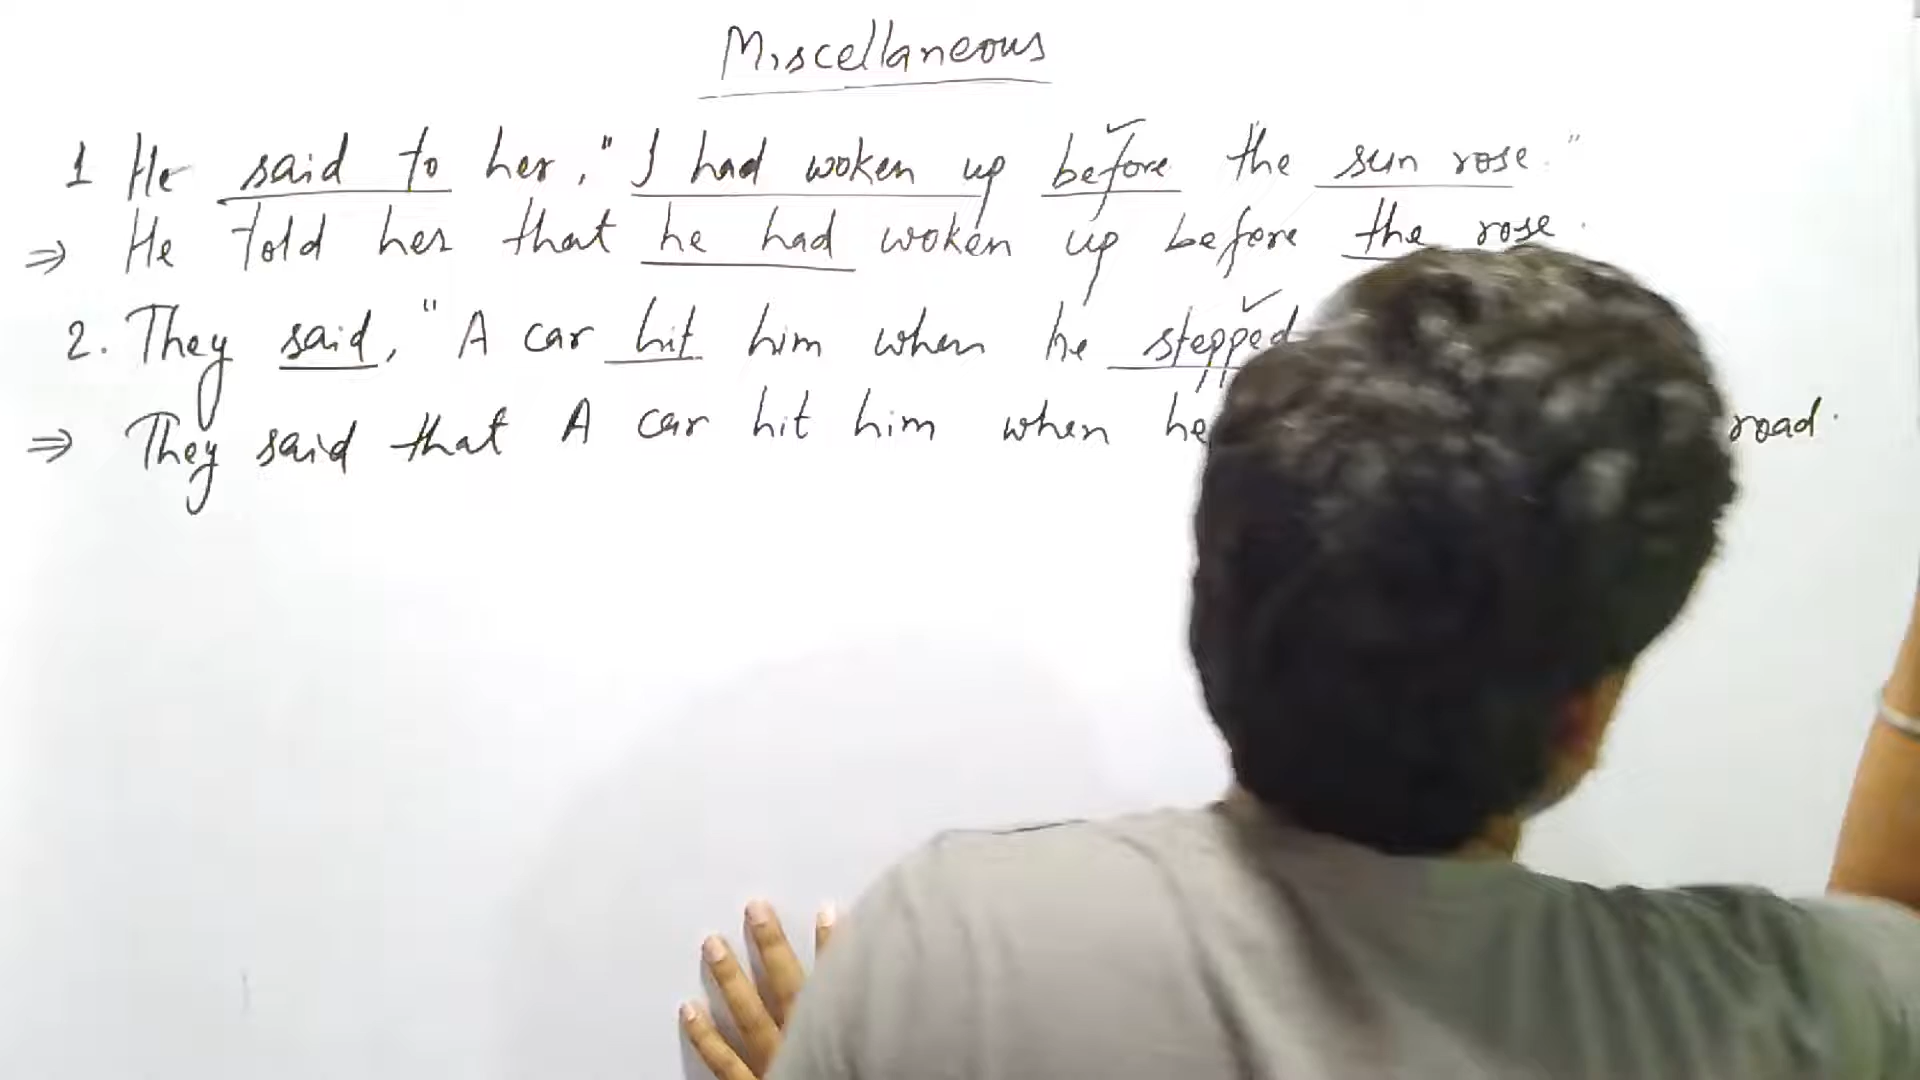 Miscellaneous
1 He said to her, "I had woken up before the sun rose."
⇒ He told her that he had woken up before the rose.
2. They said, "A car hit him when he stepped
⇒ They said that A car hit him when he road.